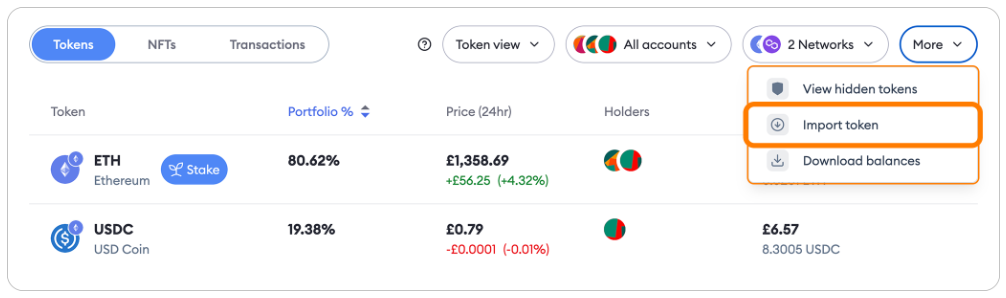 Tokens NFTs Transactions Token view All accounts 2 Networks More
View hidden tokens
Token Portfolio % Price (24hr) Holders
Import token
ETH Stake 80.62% £1,358.69
Download balances
Ethereum +£56.25 (+4.32%)
USDC 19.38% £0.79 £6.57
USD Coin -£0.0001 (-0.01%) 8.3005 USDC